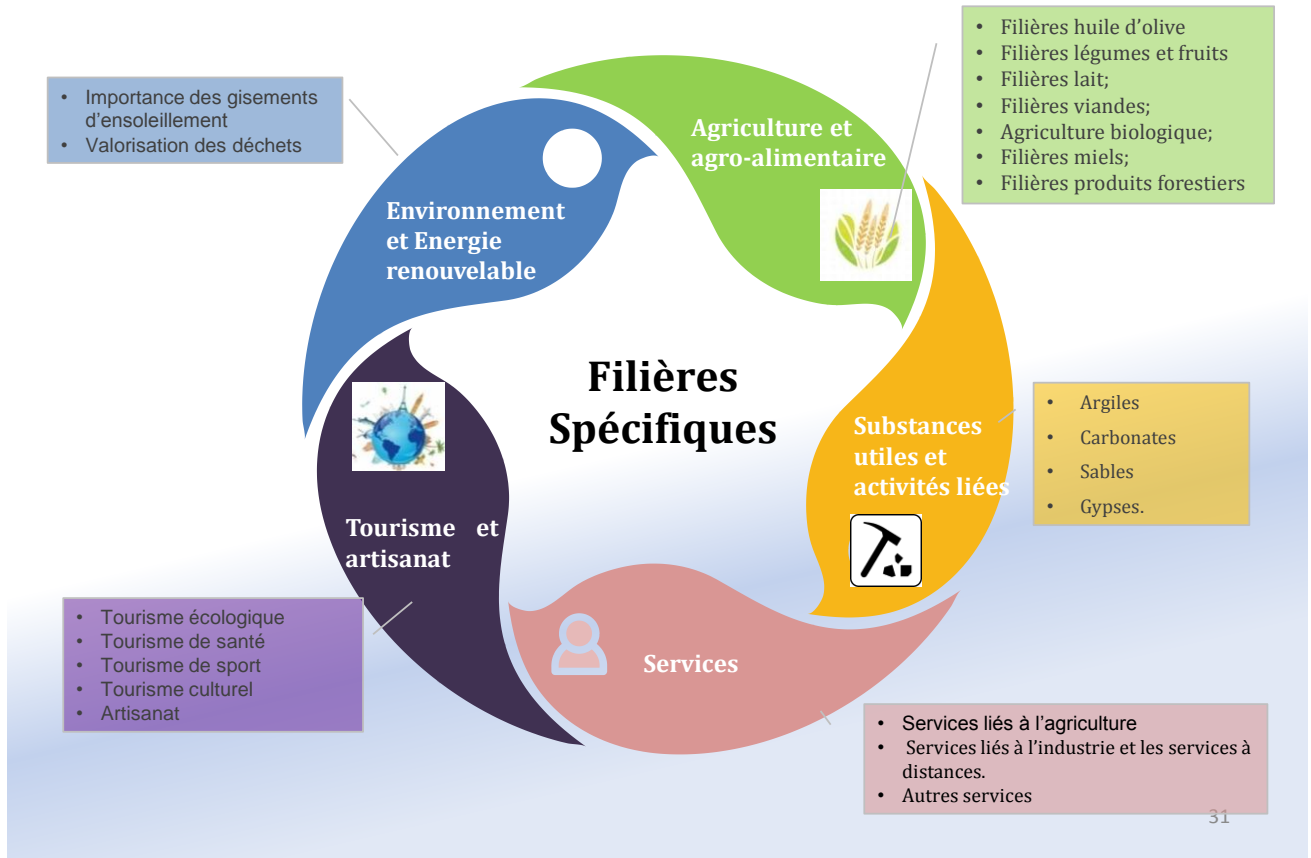 • Filières huile d’olive
• Filières légumes et fruits
• Filières lait;
• Filières viandes;
• Agriculture biologique;
• Filières miels;
• Filières produits forestiers
• Importance des gisements
d’ensoleillement
• Valorisation des déchets
Agriculture et
agro-alimentaire
Environnement
et Energie
renouvelable
Filières
Spécifiques
Substances
utiles et
activités liées
• Argiles
• Carbonates
• Sables
• Gypses.
Tourisme et
artisanat
• Tourisme écologique
• Tourisme de santé
• Tourisme de sport
• Tourisme culturel
• Artisanat
Services
• Services liés à l’agriculture
• Services liés à l’industrie et les services à
distances.
• Autres services
31